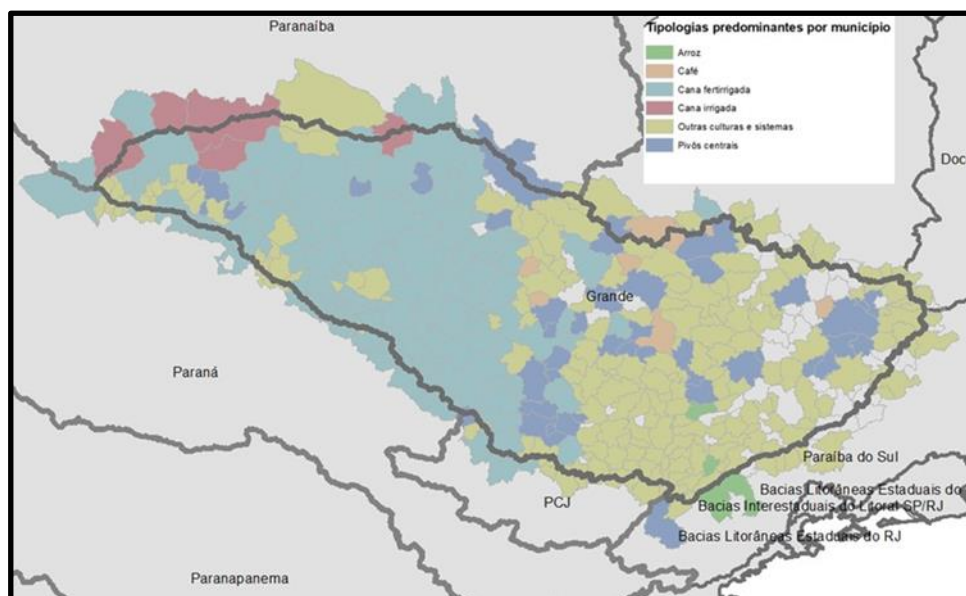 Paranaíba
Tipologias predominantes por município
Arroz
Café
Cana fertirrigada
Cana irrigada
Outras culturas e sistemas
Pivôs centrais
Doc
Grande
Paraná
Paraíba do Sul
PCJ
Bacias Litorâneas Estaduais do
Bacias Interestaduais do Litoral SP/RJ
Bacias Litorâneas Estaduais do RJ
Paranapanema